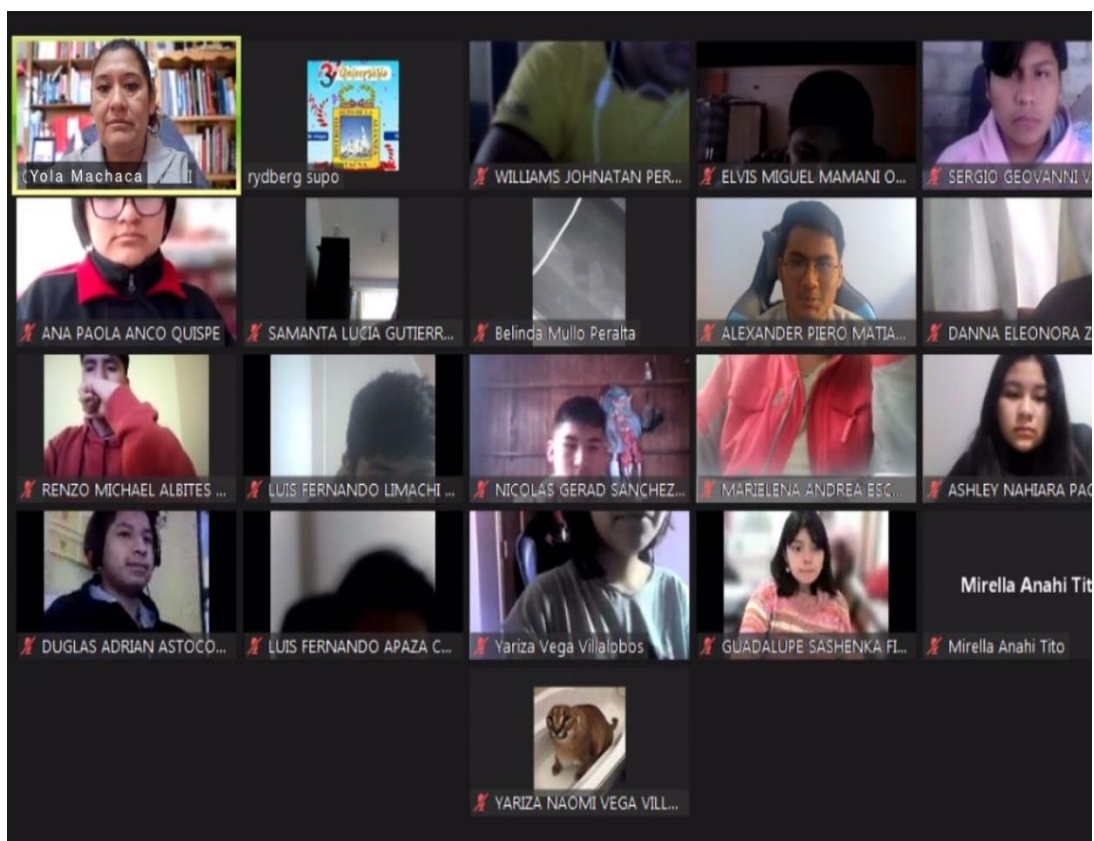 Yola Machaca
3 Aniversario
rydberg supo
WILLIAMS JOHNATAN PER...
ELVIS MIGUEL MAMANI O...
SERGIO GEOVANNI V
ANA PAOLA ANCO QUISPE
SAMANTA LUCIA GUTIERR...
Belinda Mullo Peralta
ALEXANDER PIERO MATIA...
DANNA ELEONORA Z
RENZO MICHAEL ALBITES ...
LUIS FERNANDO LIMACHI ...
NICOLAS GERAD SANCHEZ...
MARIELENA ANDREA ESC...
ASHLEY NAHIARA PAC
DUGLAS ADRIAN ASTOCO...
LUIS FERNANDO APAZA C...
Yariza Vega Villalobos
GUADALUPE SASHENKA FI...
Mirella Anahi Tit
Mirella Anahi Tito
YARIZA NAOMI VEGA VILL...